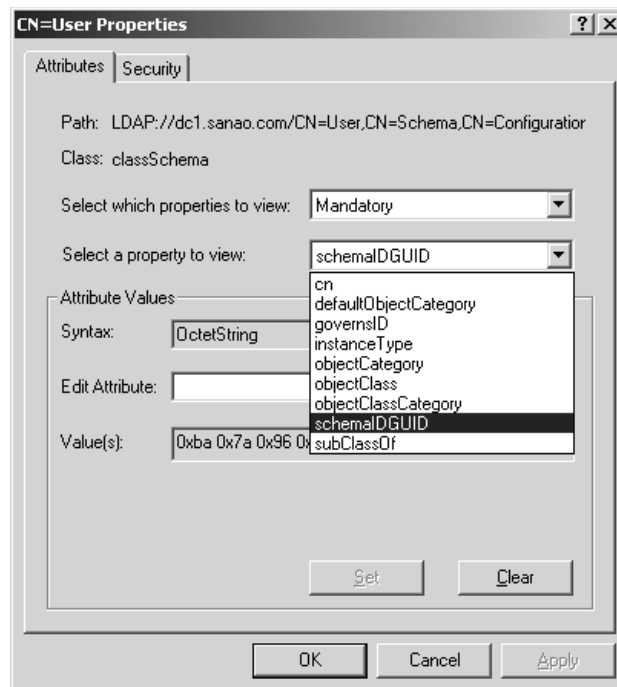 CN=User Properties
Attributes
Security
Path: LDAP://dc1.sanao.com/CN=User,CN=Schema,CN=Configuration
Class: classSchema
Select which properties to view: Mandatory
Select a property to view: schemaIDGUID
cn
defaultObjectCategory
governsID
instanceType
objectCategory
objectClass
objectClassCategory
schemaIDGUID
subClassOf
Attribute Values
Syntax: OctetString
Edit Attribute:
Value(s): 0xba 0x7a 0x96 0x
Set
Clear
OK
Cancel
Apply